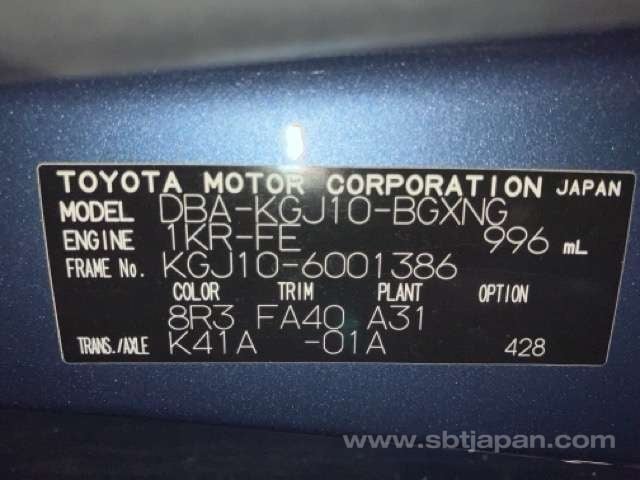 TOYOTA MOTOR CORPORATION JAPAN
MODEL DBA-KGJ10-BGXNG
ENGINE 1KR-FE 996 mL
FRAME No. KGJ10-6001386
COLOR TRIM PLANT OPTION
8R3 FA40 A31
TRANS./AXLE K41A -01A 428
www.sbtjapan.com